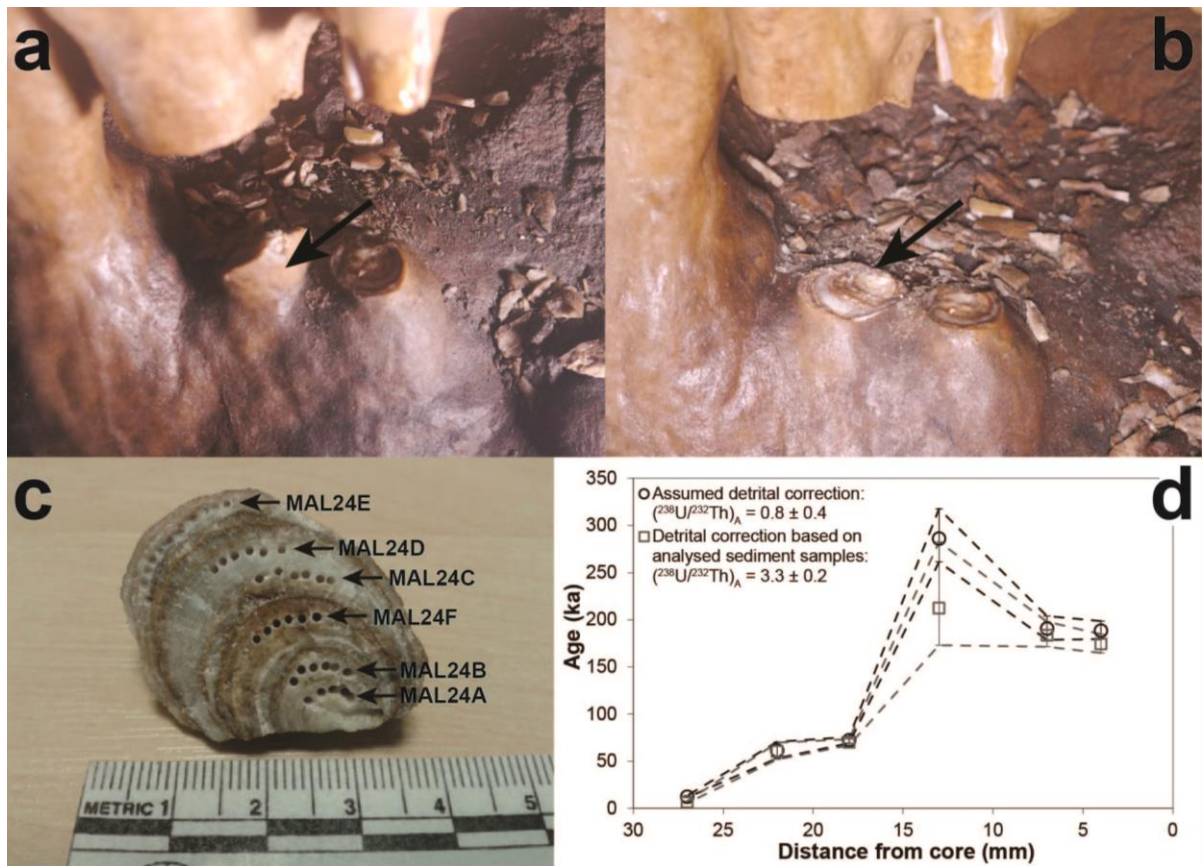 a
b
c
MAL24E
MAL24D
MAL24C
MAL24F
MAL24B
MAL24A
METRIC 1 2 3 4 5
d
Age (ka)
350
300
250
200
150
100
50
0
Assumed detrital correction:
(²³⁸U/²³²Th)A = 0.8 ± 0.4
Detrital correction based on
analysed sediment samples:
(²³⁸U/²³²Th)A = 3.3 ± 0.2
30 25 20 15 10 5 0
Distance from core (mm)